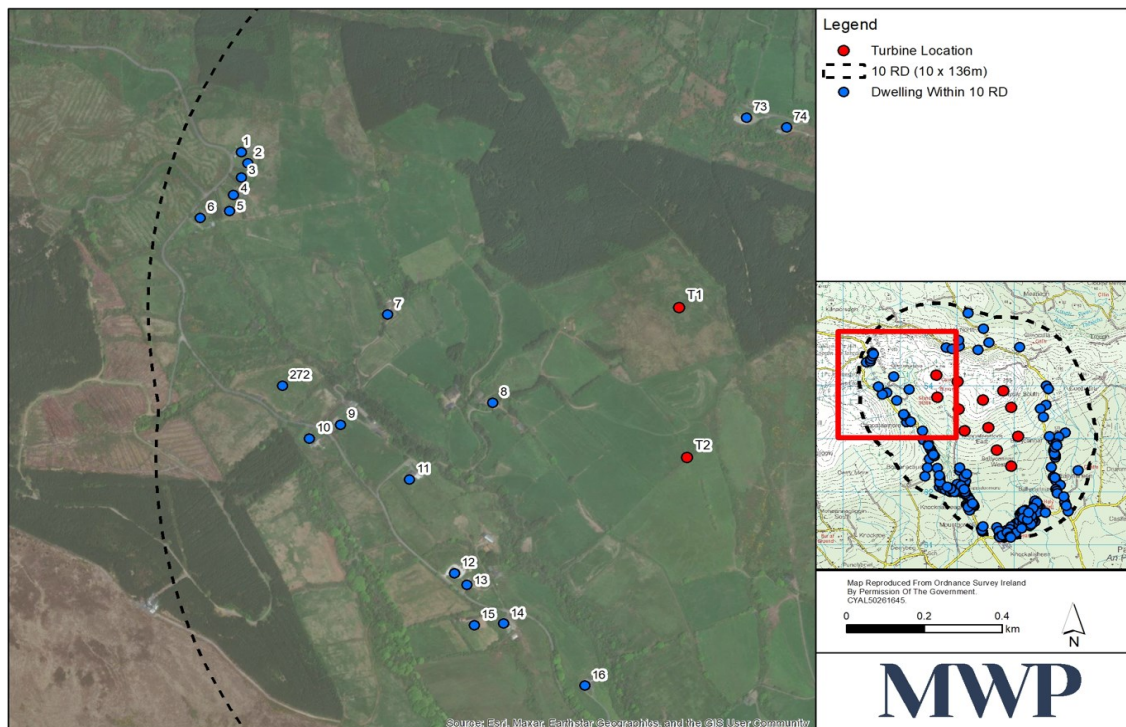 1
2
3
4
5
6
73
74
7
T1
272
8
9
10
T2
11
12
13
15
14
16
Source: Esri, Maxar, Earthstar Geographics, and the GIS User Community
Legend
Turbine Location
10 RD (10 x 136m)
Dwelling Within 10 RD
Map Reproduced From Ordnance Survey Ireland
By Permission Of The Government.
CYAL50261645.
0 0.2 0.4
km
N
MWP